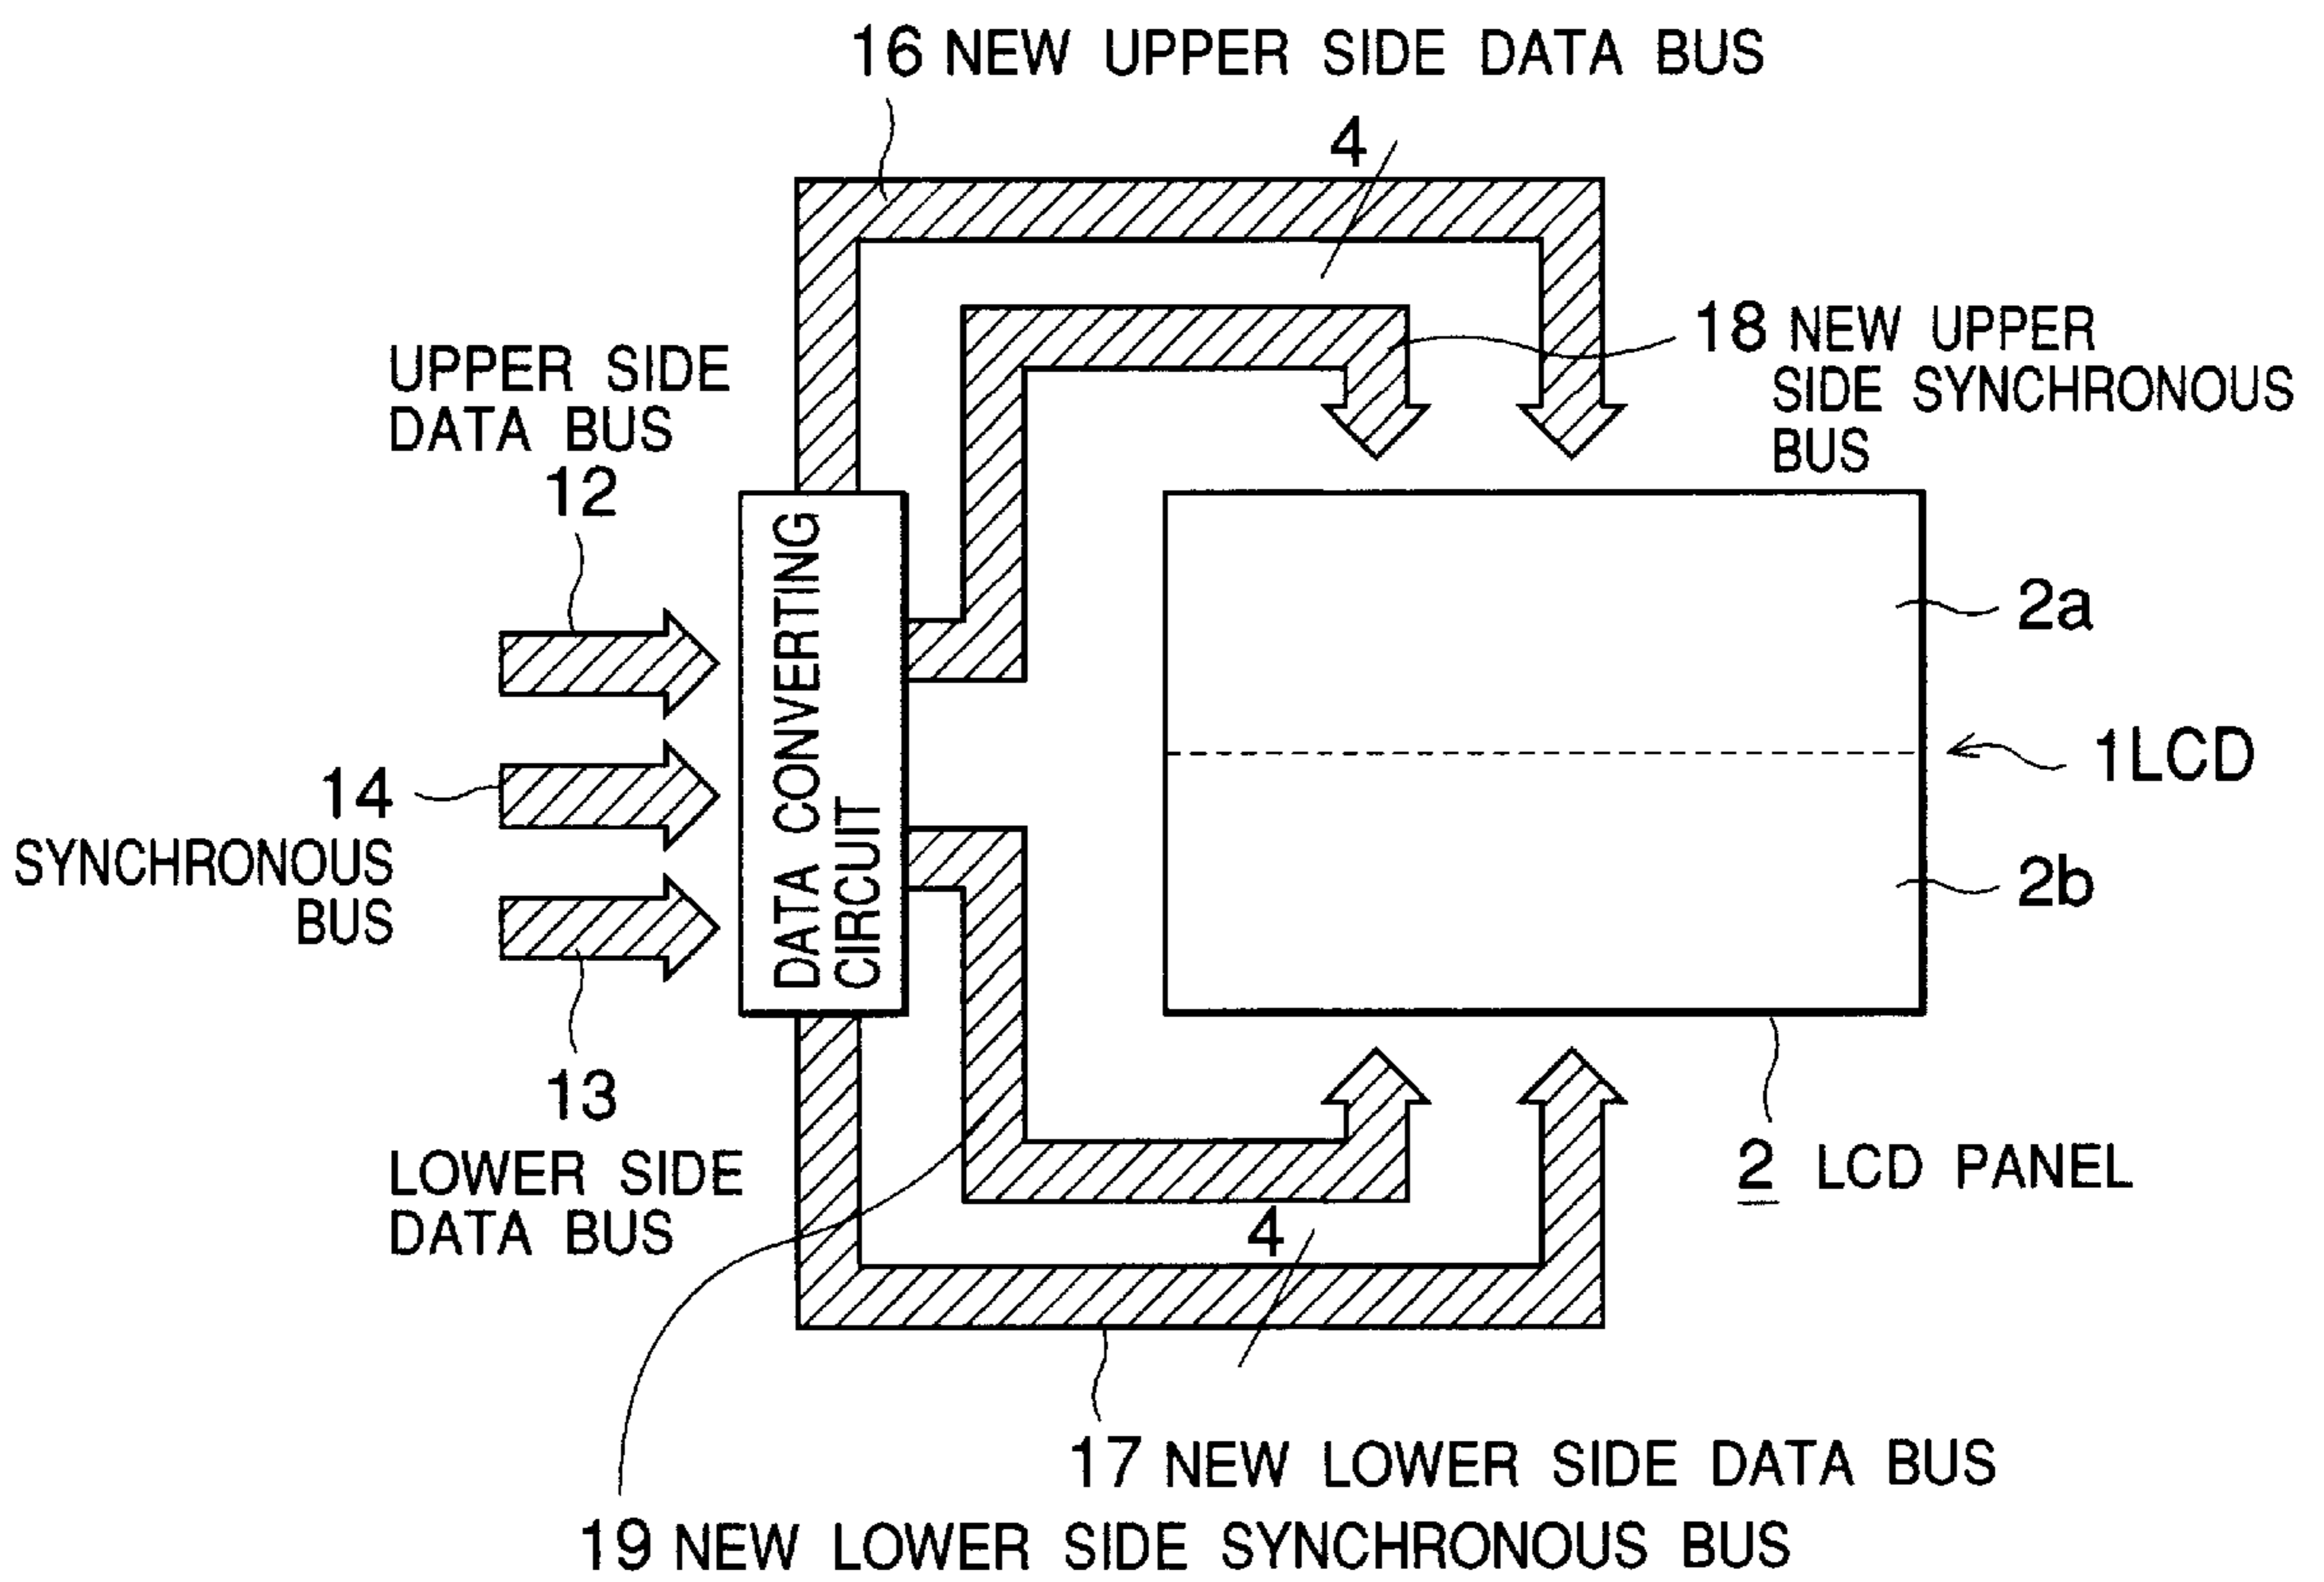 16 NEW UPPER SIDE DATA BUS
4
18 NEW UPPER
SIDE SYNCHRONOUS
BUS
UPPER SIDE
DATA BUS
12
DATA CONVERTING
CIRCUIT
2a
1LCD
14
SYNCHRONOUS
BUS
2b
13
LOWER SIDE
DATA BUS
2 LCD PANEL
4
17 NEW LOWER SIDE DATA BUS
19 NEW LOWER SIDE SYNCHRONOUS BUS